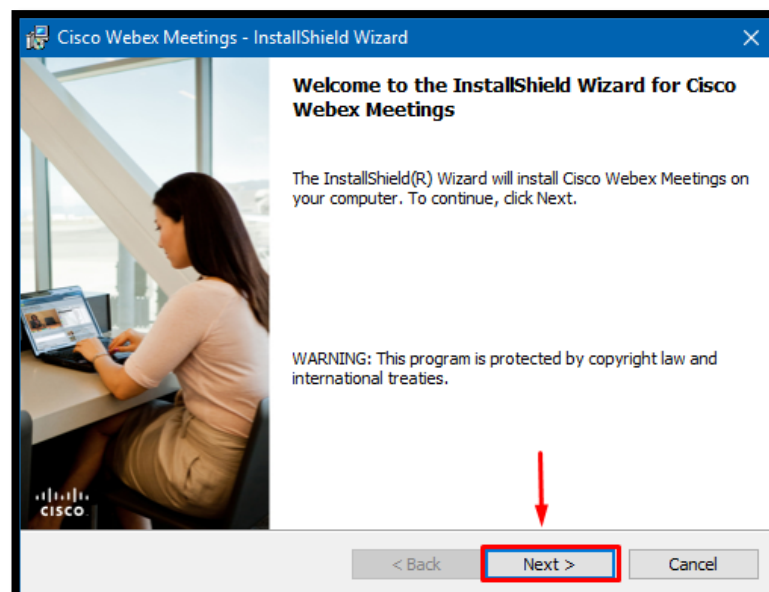 Cisco Webex Meetings - InstallShield Wizard
Welcome to the InstallShield Wizard for Cisco
Webex Meetings
The InstallShield(R) Wizard will install Cisco Webex Meetings on
your computer. To continue, click Next.
WARNING: This program is protected by copyright law and
international treaties.
CISCO.
< Back
Next >
Cancel